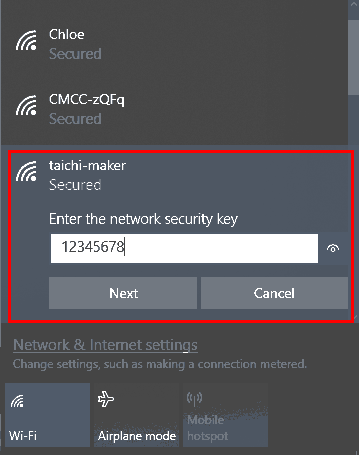 Chloe
Secured
CMCC-zQFq
Secured
taichi-maker
Secured
Enter the network security key
12345678
Next
Cancel
Network & Internet settings
Change settings, such as making a connection metered.
Wi-Fi
Airplane mode
Mobile
hotspot